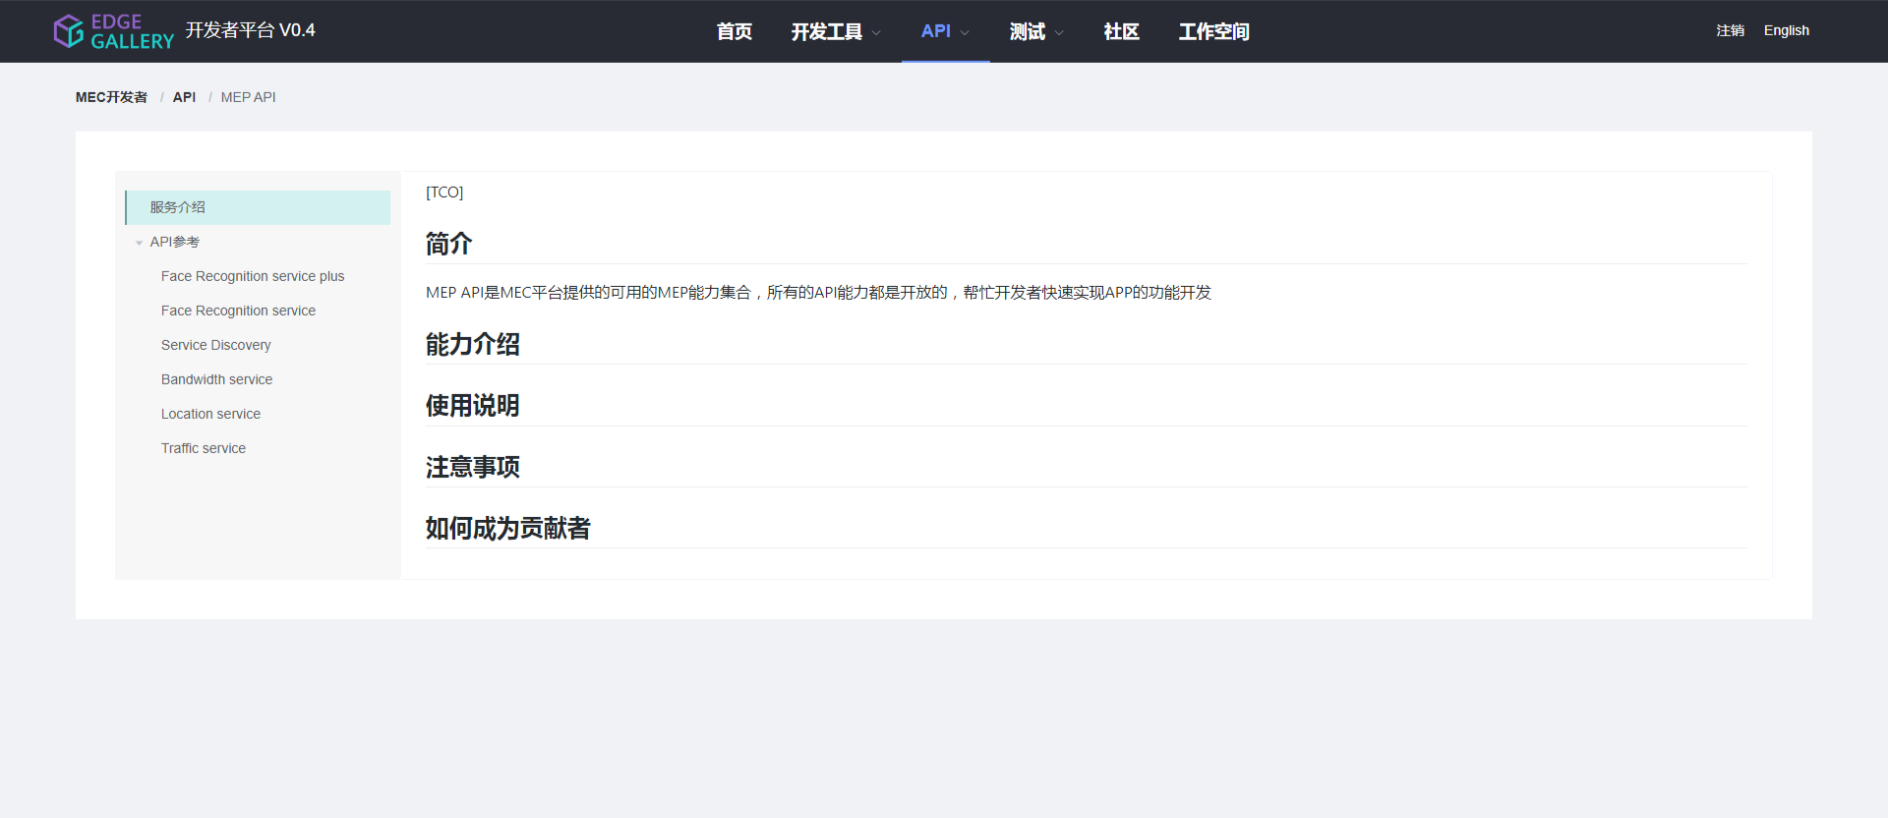 EDGE
GALLERY
开发者平台 V0.4
首页
开发工具
API
测试
社区
工作空间
注销
English
MEC开发者 / API / MEP API
服务介绍
API参考
Face Recognition service plus
Face Recognition service
Service Discovery
Bandwidth service
Location service
Traffic service
[TCO]
简介
MEP API是MEC平台提供的可用的MEP能力集合，所有的API能力都是开放的，帮忙开发者快速实现APP的功能开发
能力介绍
使用说明
注意事项
如何成为贡献者